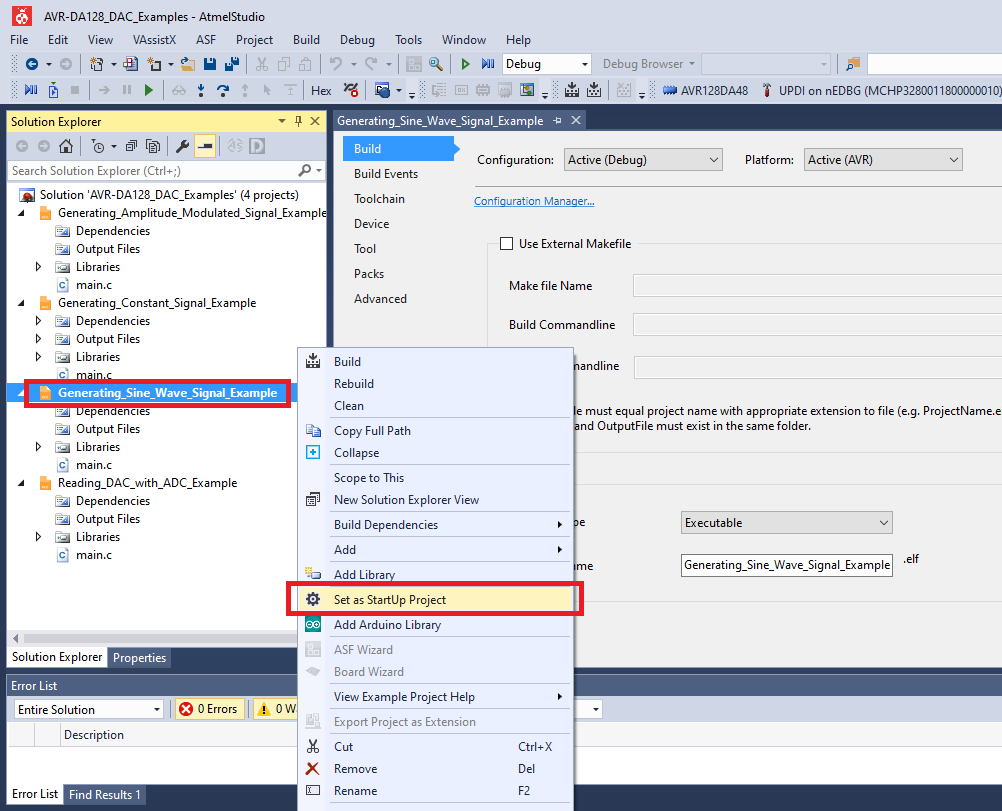 AVR-DA128_DAC_Examples - AtmelStudio
File Edit View VAssistX ASF Project Build Debug Tools Window Help
Debug Debug Browser
Hex AVR128DA48 UPDI on nEDBG (MCHP3280011800000010)
Solution Explorer
Search Solution Explorer (Ctrl+;)
Solution 'AVR-DA128_DAC_Examples' (4 projects)
Generating_Amplitude_Modulated_Signal_Example
Dependencies
Output Files
Libraries
main.c
Generating_Constant_Signal_Example
Dependencies
Output Files
Libraries
main.c
Generating_Sine_Wave_Signal_Example
Dependencies
Output Files
Libraries
main.c
Reading_DAC_with_ADC_Example
Dependencies
Output Files
Libraries
main.c
Solution Explorer Properties
Generating_Sine_Wave_Signal_Example
Build
Build Events
Toolchain
Device
Tool
Packs
Advanced
Configuration: Active (Debug) Platform: Active (AVR)
Configuration Manager...
Use External Makefile
Make file Name
Build Commandline
mandline
le must equal project name with appropriate extension to file (e.g. ProjectName.e
and OutputFile must exist in the same folder.
pe Executable
me Generating_Sine_Wave_Signal_Example .elf
Build
Rebuild
Clean
Copy Full Path
Collapse
Scope to This
New Solution Explorer View
Build Dependencies
Add
Add Library
Set as StartUp Project
Add Arduino Library
ASF Wizard
Board Wizard
View Example Project Help
Export Project as Extension
Cut Ctrl+X
Remove Del
Rename F2
Error List
Entire Solution 0 Errors 0 W
Description
Error List Find Results 1